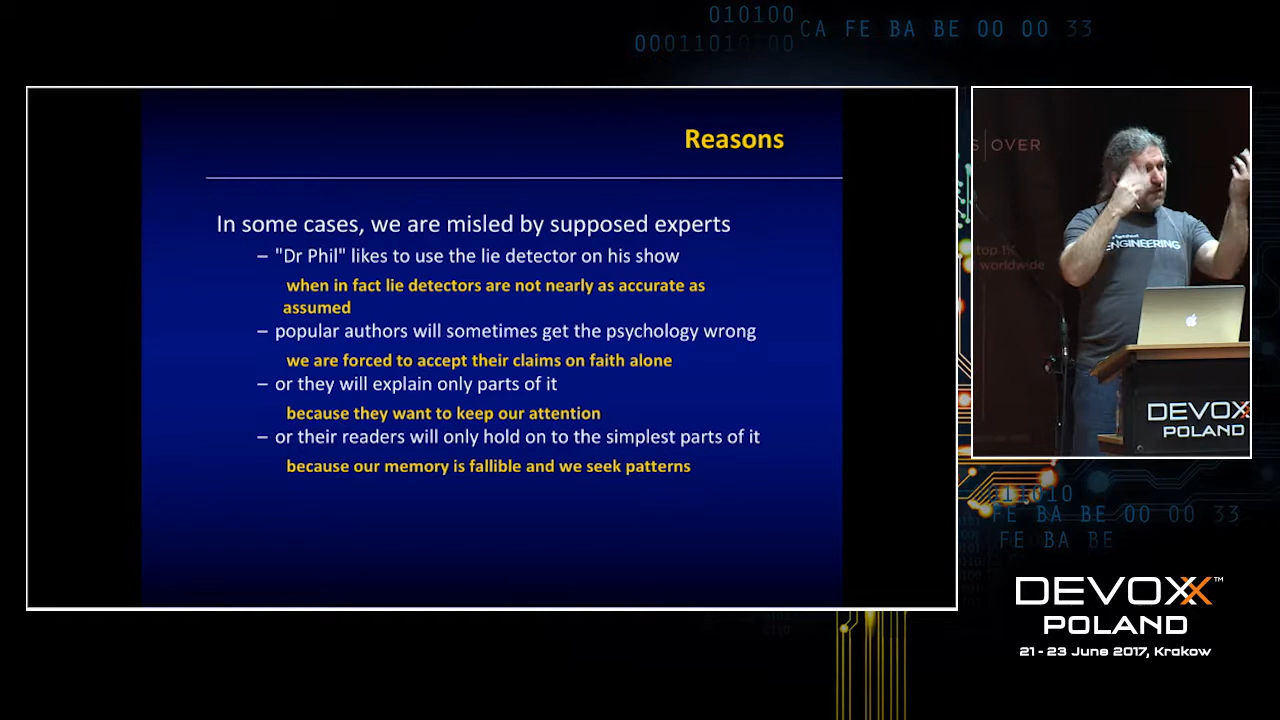 010100
00011010100
CA FE BA BE 00 00 33
Reasons
In some cases, we are misled by supposed experts
– "Dr Phil" likes to use the lie detector on his show
when in fact lie detectors are not nearly as accurate as
assumed
– popular authors will sometimes get the psychology wrong
we are forced to accept their claims on faith alone
– or they will explain only parts of it
because they want to keep our attention
– or their readers will only hold on to the simplest parts of it
because our memory is fallible and we seek patterns
S | OVER
top 1%
worldwide
ENGINEERING
DEVOXX
POLAND
FE BA BE 00 00 33
FE BA BE
DEVOXX™
POLAND
21 - 23 June 2017, Krakow